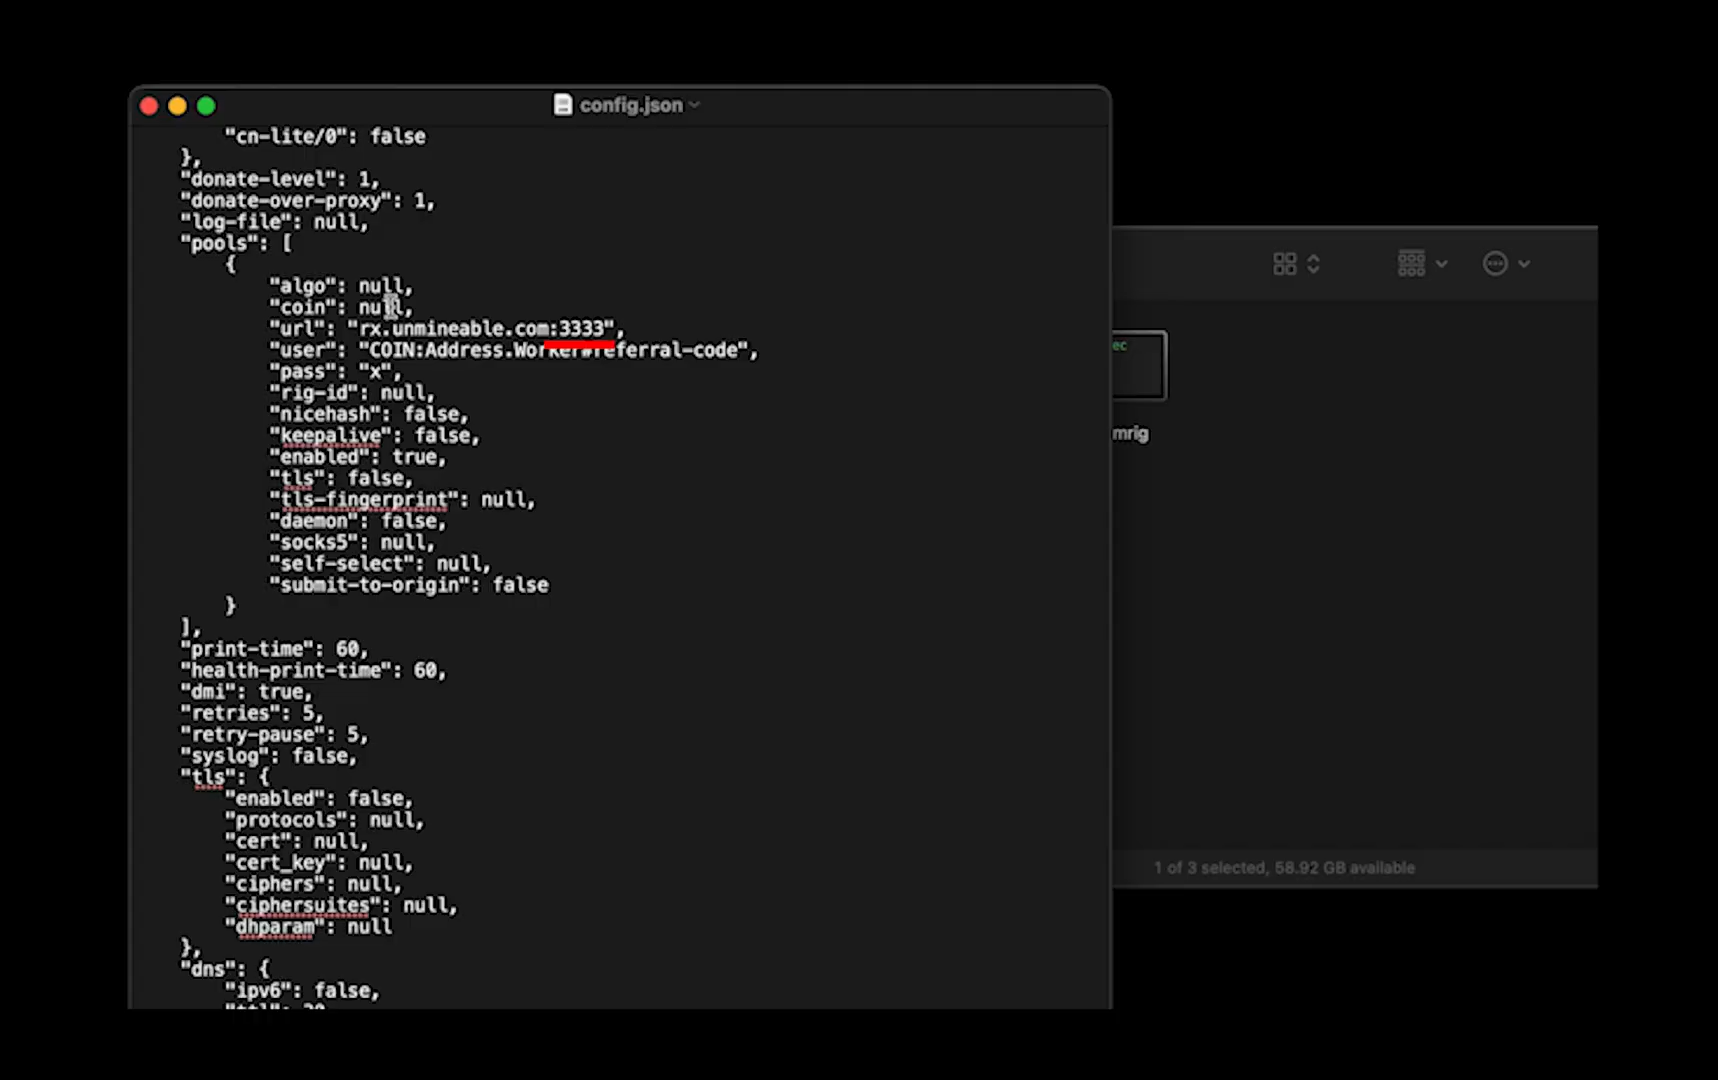 config.json
"cn-lite/0": false
},
"donate-level": 1,
"donate-over-proxy": 1,
"log-file": null,
"pools": [
{
"algo": null,
"coin": null,
"url": "rx.unmineable.com:3333",
"user": "COIN:Address.Worker#referral-code",
"pass": "x",
"rig-id": null,
"nicehash": false,
"keepalive": false,
"enabled": true,
"tls": false,
"tls-fingerprint": null,
"daemon": false,
"socks5": null,
"self-select": null,
"submit-to-origin": false
}
],
"print-time": 60,
"health-print-time": 60,
"dmi": true,
"retries": 5,
"retry-pause": 5,
"syslog": false,
"tls": {
"enabled": false,
"protocols": null,
"cert": null,
"cert_key": null,
"ciphers": null,
"ciphersuites": null,
"dhparam": null
},
"dns": {
"ipv6": false,
ec
mrig
1 of 3 selected, 58.92 GB available